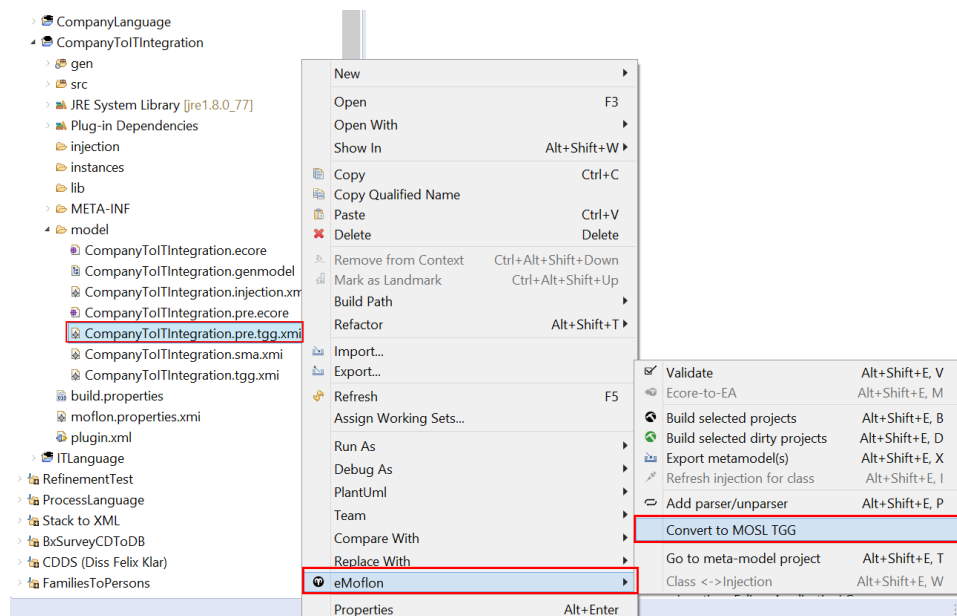 CompanyLanguage
CompanyToITIntegration
gen
src
JRE System Library [jre1.8.0_77]
Plug-in Dependencies
injection
instances
lib
META-INF
model
CompanyToITIntegration.ecore
CompanyToITIntegration.genmodel
CompanyToITIntegration.injection.xm
CompanyToITIntegration.pre.ecore
CompanyToITIntegration.pre.tgg.xmi
CompanyToITIntegration.sma.xmi
CompanyToITIntegration.tgg.xmi
build.properties
moflon.properties.xmi
plugin.xml
ITLanguage
RefinementTest
ProcessLanguage
Stack to XML
BxSurveyCDToDB
CDDS (Diss Felix Klar)
FamiliesToPersons
New
Open F3
Open With
Show In Alt+Shift+W
Copy Ctrl+C
Copy Qualified Name
Paste Ctrl+V
Delete Delete
Remove from Context Ctrl+Alt+Shift+Down
Mark as Landmark Ctrl+Alt+Shift+Up
Build Path
Refactor Alt+Shift+T
Import...
Export...
Refresh F5
Assign Working Sets...
Run As
Debug As
PlantUml
Team
Compare With
Replace With
eMoflon
Properties Alt+Enter
Validate Alt+Shift+E, V
Ecore-to-EA Alt+Shift+E, M
Build selected projects Alt+Shift+E, B
Build selected dirty projects Alt+Shift+E, D
Export metamodel(s) Alt+Shift+E, X
Refresh injection for class Alt+Shift+E, I
Add parser/unparser Alt+Shift+E, P
Convert to MOSL TGG
Go to meta-model project Alt+Shift+E, T
Class <->Injection Alt+Shift+E, W